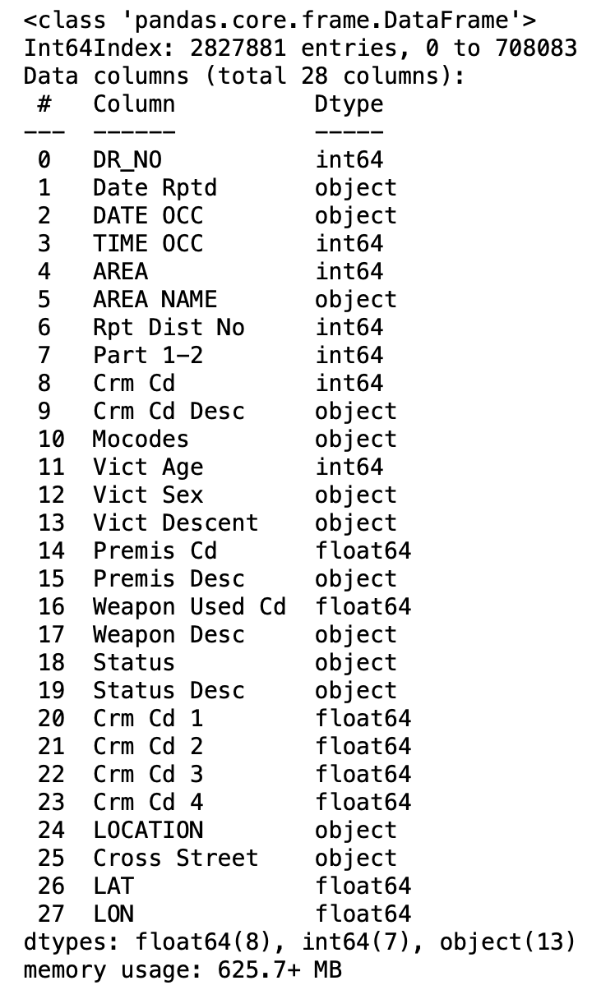 <class 'pandas.core.frame.DataFrame'>
Int64Index: 2827881 entries, 0 to 708083
Data columns (total 28 columns):
 #   Column          Dtype
---  ------          -----
 0   DR_NO           int64
 1   Date Rptd       object
 2   DATE OCC        object
 3   TIME OCC        int64
 4   AREA            int64
 5   AREA NAME       object
 6   Rpt Dist No     int64
 7   Part 1-2        int64
 8   Crm Cd          int64
 9   Crm Cd Desc     object
 10  Mocodes         object
 11  Vict Age        int64
 12  Vict Sex        object
 13  Vict Descent    object
 14  Premis Cd       float64
 15  Premis Desc     object
 16  Weapon Used Cd  float64
 17  Weapon Desc     object
 18  Status          object
 19  Status Desc     object
 20  Crm Cd 1        float64
 21  Crm Cd 2        float64
 22  Crm Cd 3        float64
 23  Crm Cd 4        float64
 24  LOCATION        object
 25  Cross Street    object
 26  LAT             float64
 27  LON             float64
dtypes: float64(8), int64(7), object(13)
memory usage: 625.7+ MB